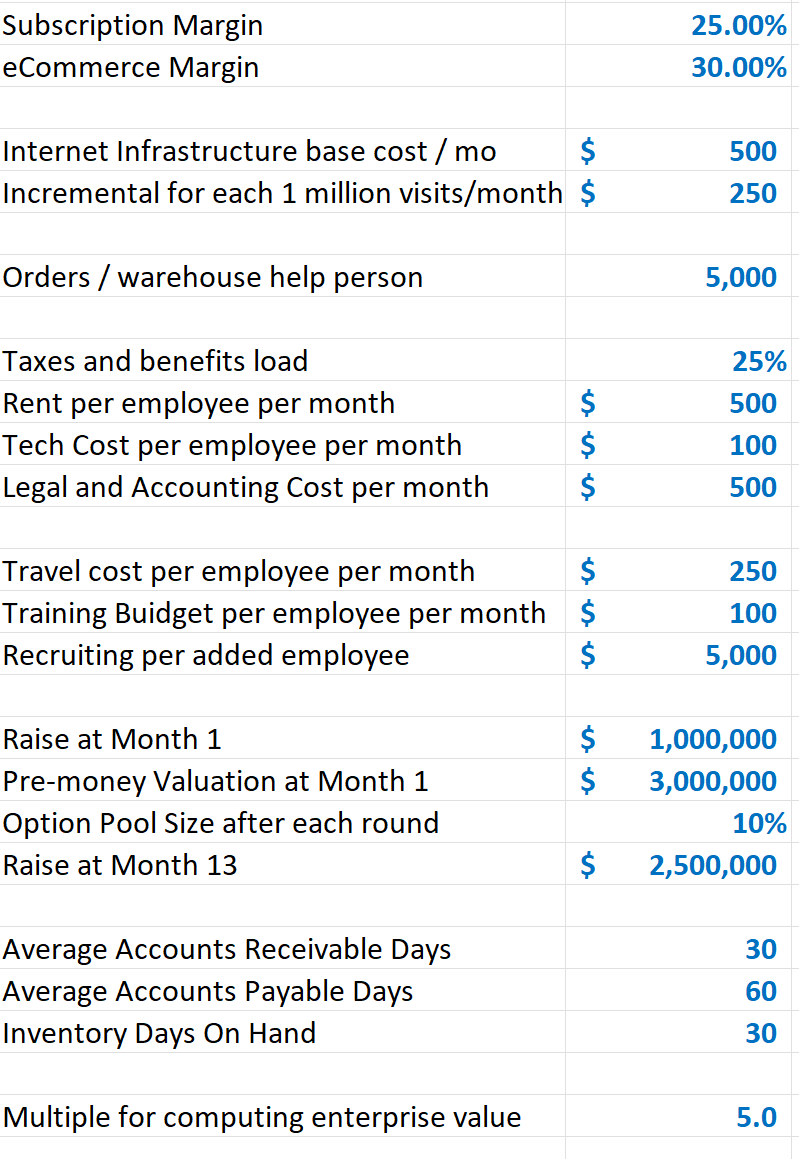 Subscription Margin 25.00%
eCommerce Margin 30.00%
Internet Infrastructure base cost / mo $ 500
Incremental for each 1 million visits/month $ 250
Orders / warehouse help person 5,000
Taxes and benefits load 25%
Rent per employee per month $ 500
Tech Cost per employee per month $ 100
Legal and Accounting Cost per month $ 500
Travel cost per employee per month $ 250
Training Buidget per employee per month $ 100
Recruiting per added employee $ 5,000
Raise at Month 1 $ 1,000,000
Pre-money Valuation at Month 1 $ 3,000,000
Option Pool Size after each round 10%
Raise at Month 13 $ 2,500,000
Average Accounts Receivable Days 30
Average Accounts Payable Days 60
Inventory Days On Hand 30
Multiple for computing enterprise value 5.0